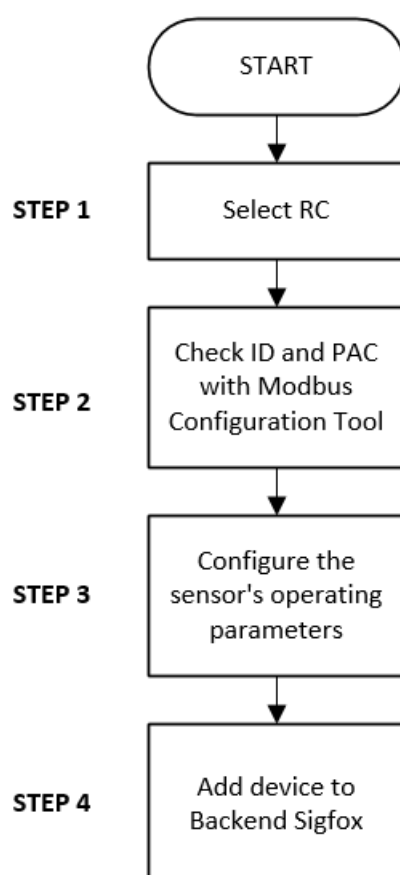 START
STEP 1
Select RC
STEP 2
Check ID and PAC
with Modbus
Configuration Tool
STEP 3
Configure the
sensor's operating
parameters
STEP 4
Add device to
Backend Sigfox